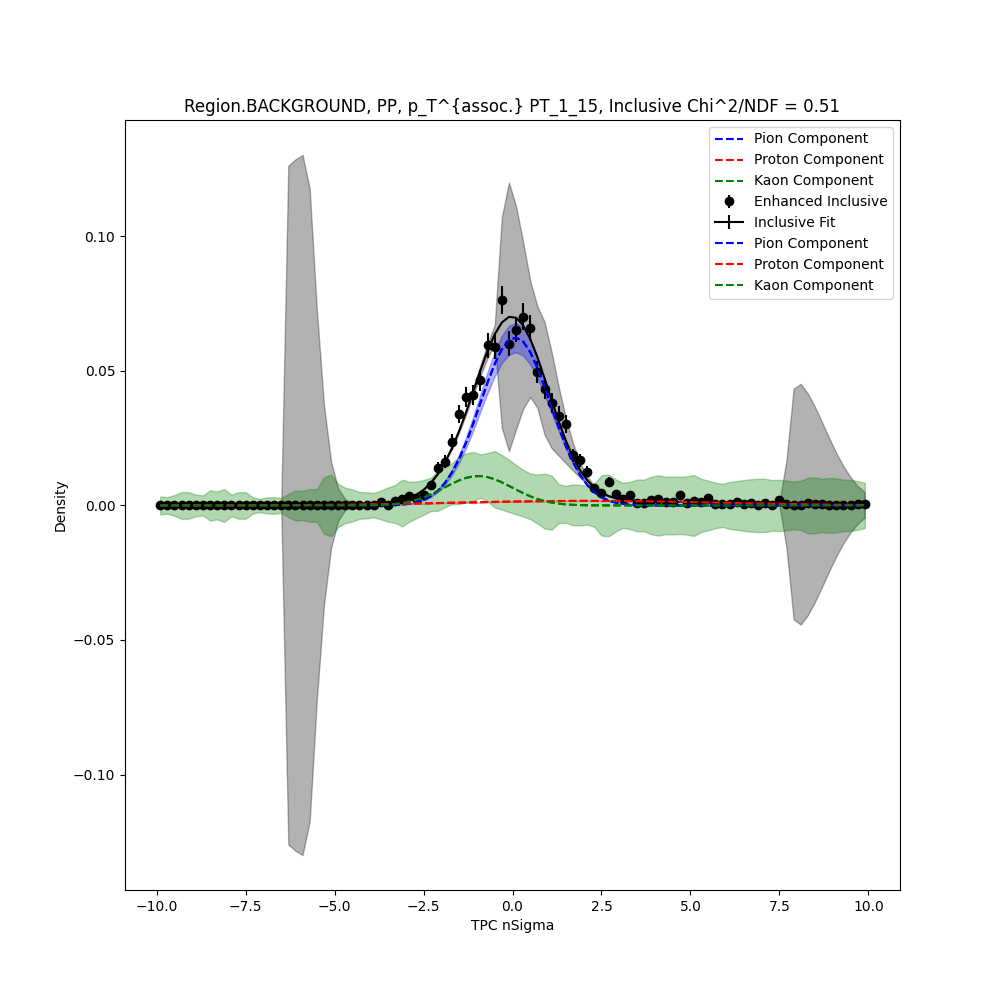 Region.BACKGROUND, PP, p_T^{assoc.} PT_1_15, Inclusive Chi^2/NDF = 0.51
Pion Component
Proton Component
Kaon Component
Enhanced Inclusive
Inclusive Fit
Pion Component
Proton Component
Kaon Component
0.10
0.05
0.00
−0.05
−0.10
Density
−10.0 −7.5 −5.0 −2.5 0.0 2.5 5.0 7.5 10.0
TPC nSigma